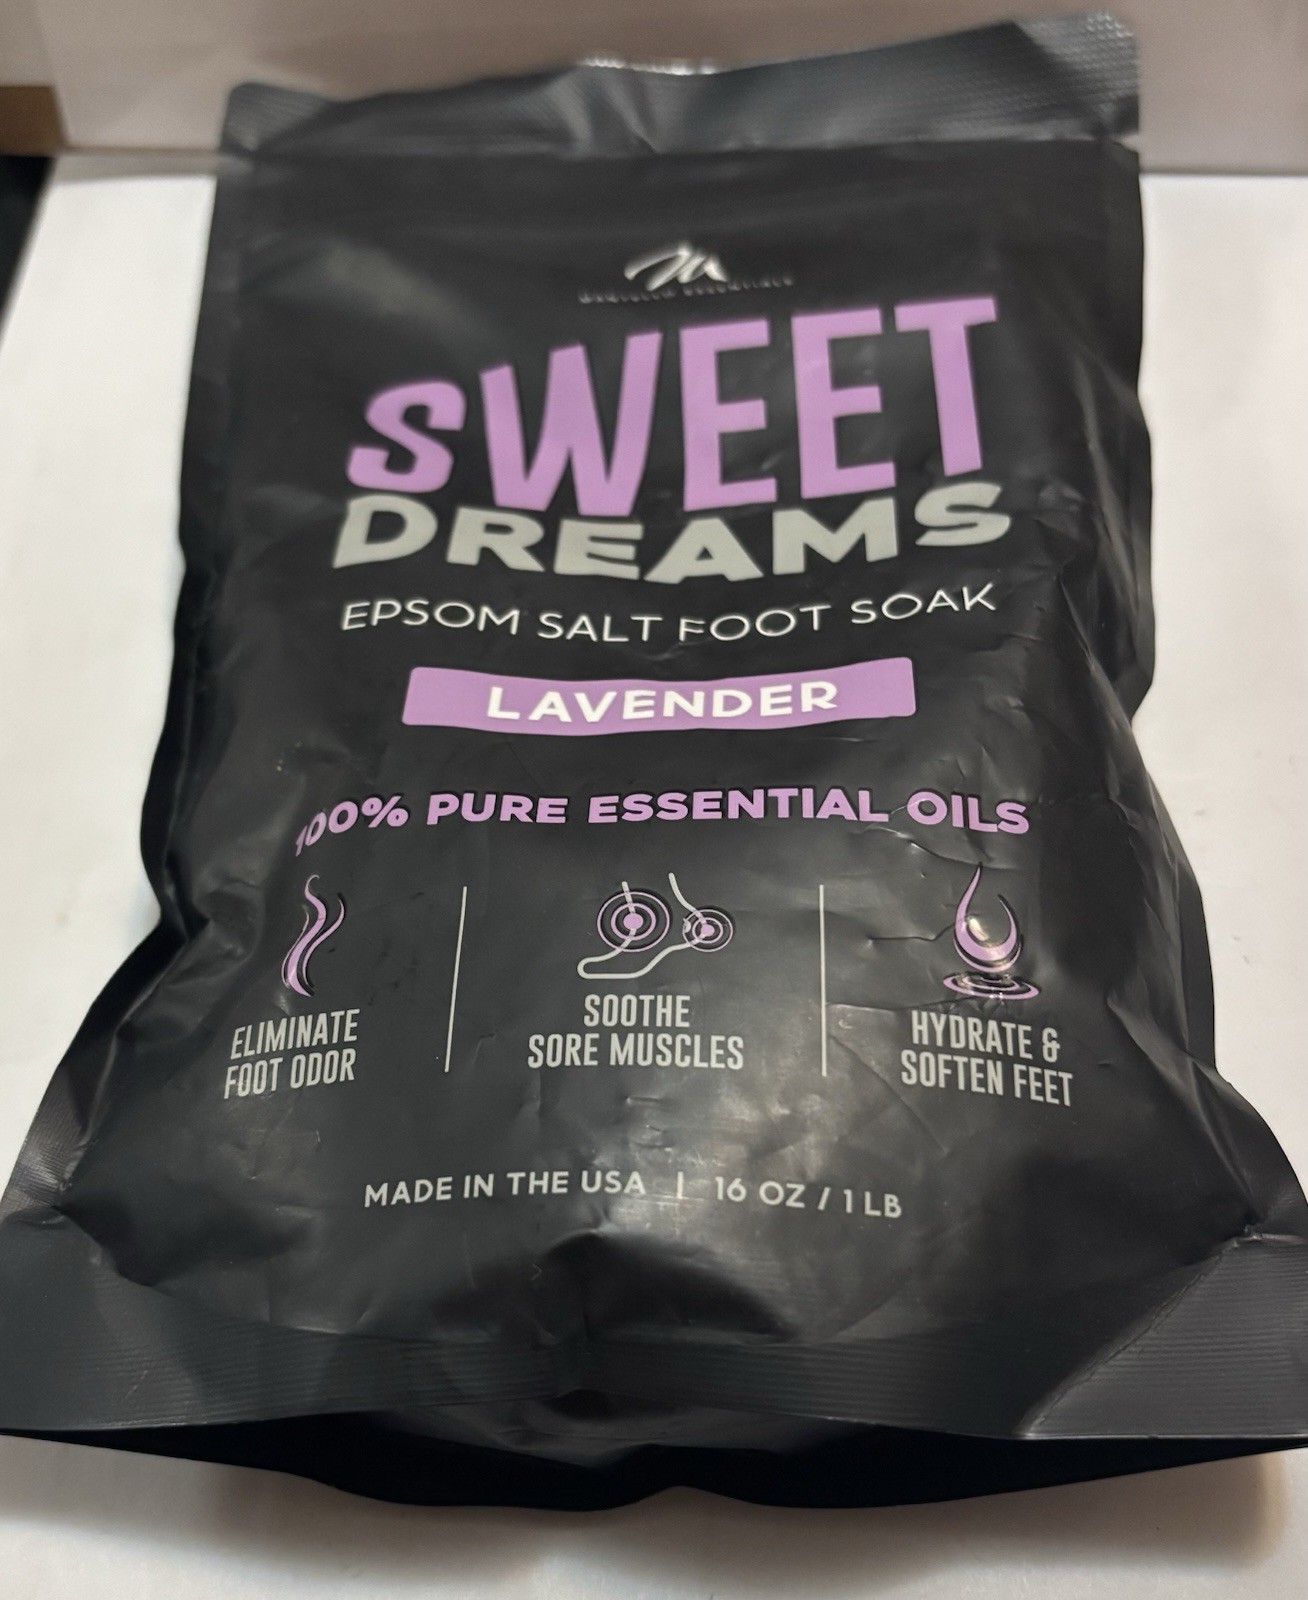 SWEET
DREAMS
EPSOM SALT FOOT SOAK
LAVENDER
100% PURE ESSENTIAL OILS
ELIMINATE
FOOT ODOR
SOOTHE
SORE MUSCLES
HYDRATE &
SOFTEN FEET
MADE IN THE USA | 16 OZ / 1 LB